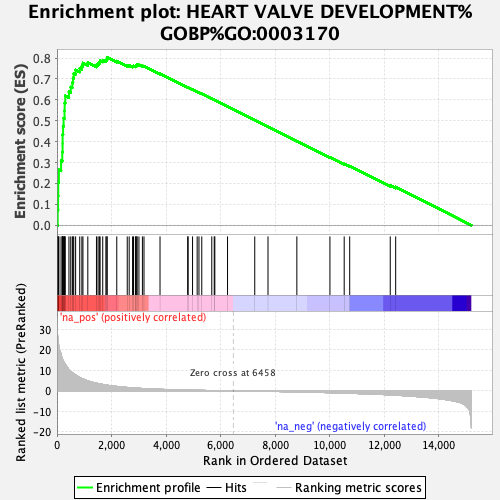 Enrichment plot: HEART VALVE DEVELOPMENT%
GOBP%GO:0003170
Enrichment score (ES)
0.8
0.7
0.6
0.5
0.4
0.3
0.2
0.1
0.0
'na_pos' (positively correlated)
Ranked list metric (PreRanked)
30
20
10
0
-10
-20
Zero cross at 6458
'na_neg' (negatively correlated)
0 2,000 4,000 6,000 8,000 10,000 12,000 14,000
Rank in Ordered Dataset
Enrichment profile Hits Ranking metric scores